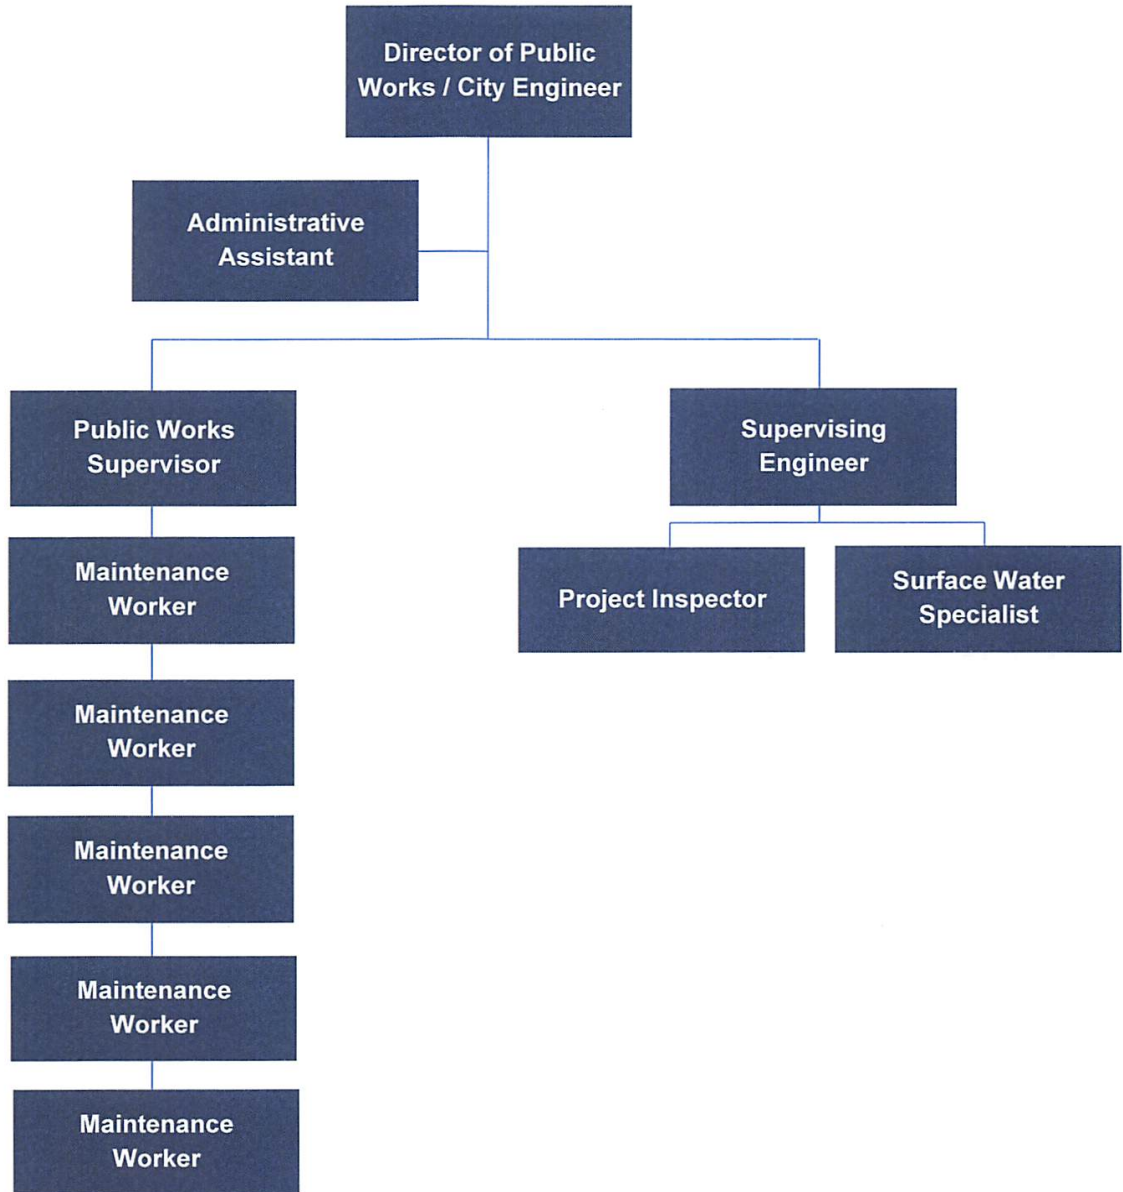 Director of Public
Works / City Engineer
Administrative
Assistant
Public Works
Supervisor
Supervising
Engineer
Maintenance
Worker
Project Inspector
Surface Water
Specialist
Maintenance
Worker
Maintenance
Worker
Maintenance
Worker
Maintenance
Worker